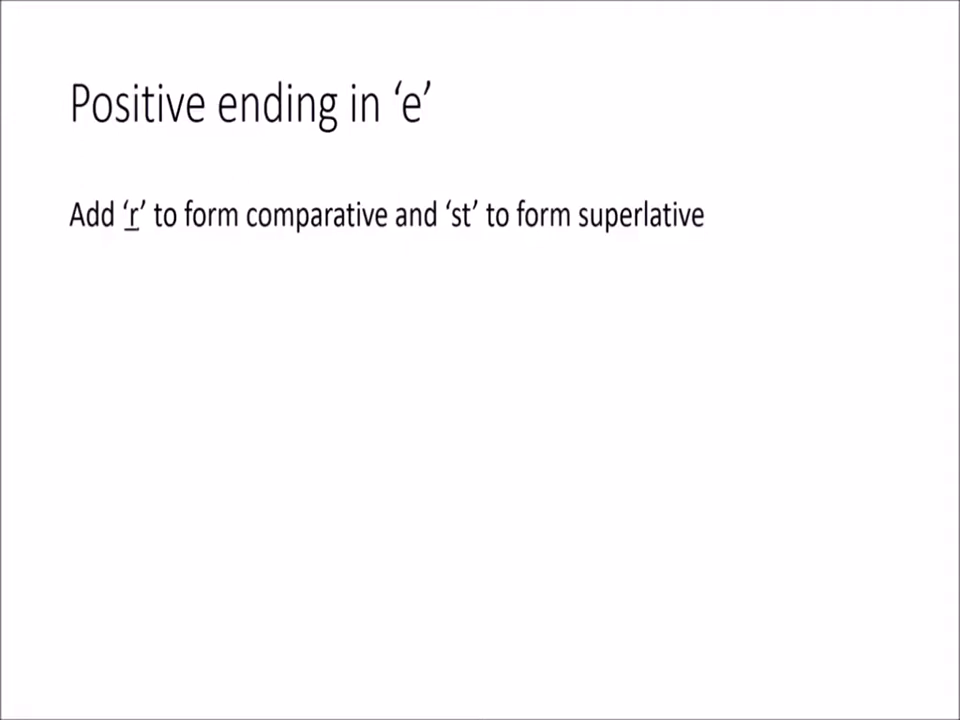 Positive ending in ‘e’
Add ‘r’ to form comparative and ‘st’ to form superlative